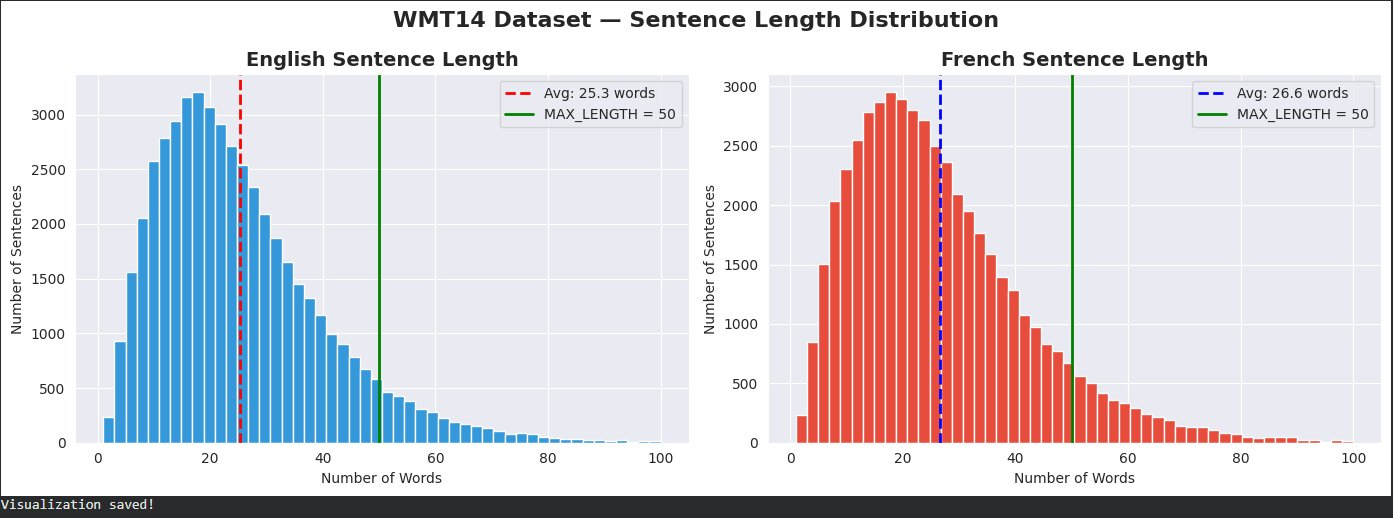 WMT14 Dataset — Sentence Length Distribution
English Sentence Length
Number of Sentences
3000
2500
2000
1500
1000
500
0
Avg: 25.3 words
MAX_LENGTH = 50
0 20 40 60 80 100
Number of Words
French Sentence Length
Number of Sentences
3000
2500
2000
1500
1000
500
0
Avg: 26.6 words
MAX_LENGTH = 50
0 20 40 60 80 100
Number of Words
Visualization saved!